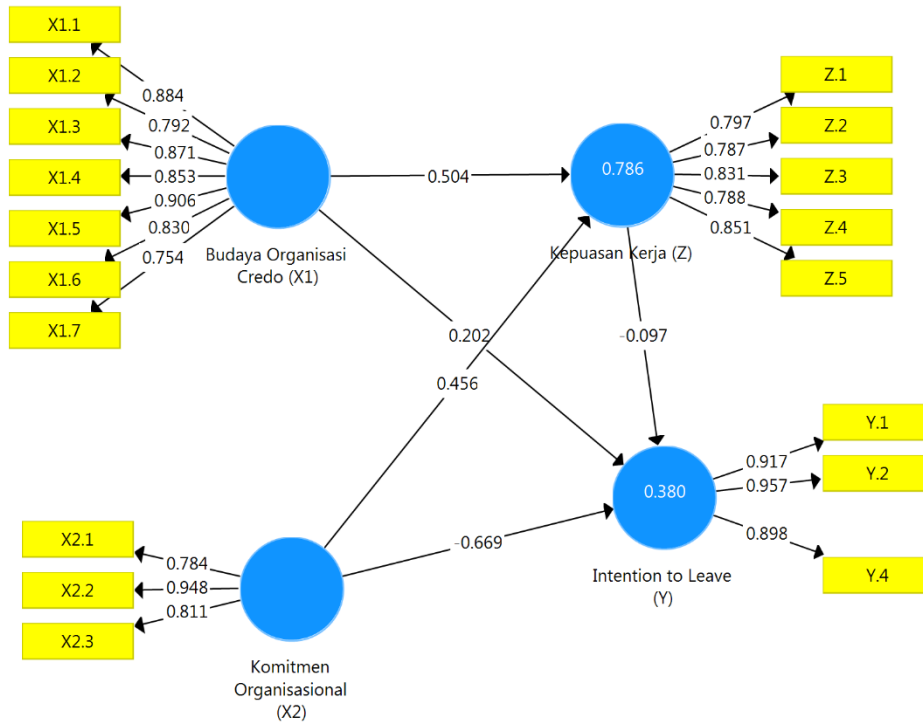 X1.1
X1.2
X1.3
X1.4
X1.5
X1.6
X1.7
0.884
0.792
0.871
0.853
0.906
0.830
0.754
Budaya Organisasi
Credo (X1)
0.504
0.786
Kepuasan Kerja (Z)
0.797
0.787
0.831
0.788
0.851
Z.1
Z.2
Z.3
Z.4
Z.5
0.202
0.456
-0.097
X2.1
X2.2
X2.3
0.784
0.948
0.811
Komitmen
Organisasional
(X2)
-0.669
0.380
Intention to Leave
(Y)
0.917
0.957
0.898
Y.1
Y.2
Y.4